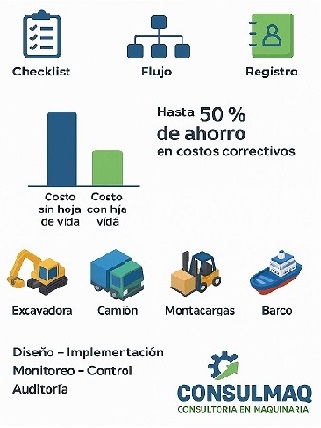 Checklist
Flujo
Registro
Hasta 50 %
de ahorro
en costos correctivos
Costo
sin hoja
de vida
Costo
con hja
vida
Excavadora
Camión
Montacargas
Barco
Diseño – Implementación
Monitoreo – Control
Auditoría
CONSULMAQ
CONSULTORIA EN MAQUINARIA